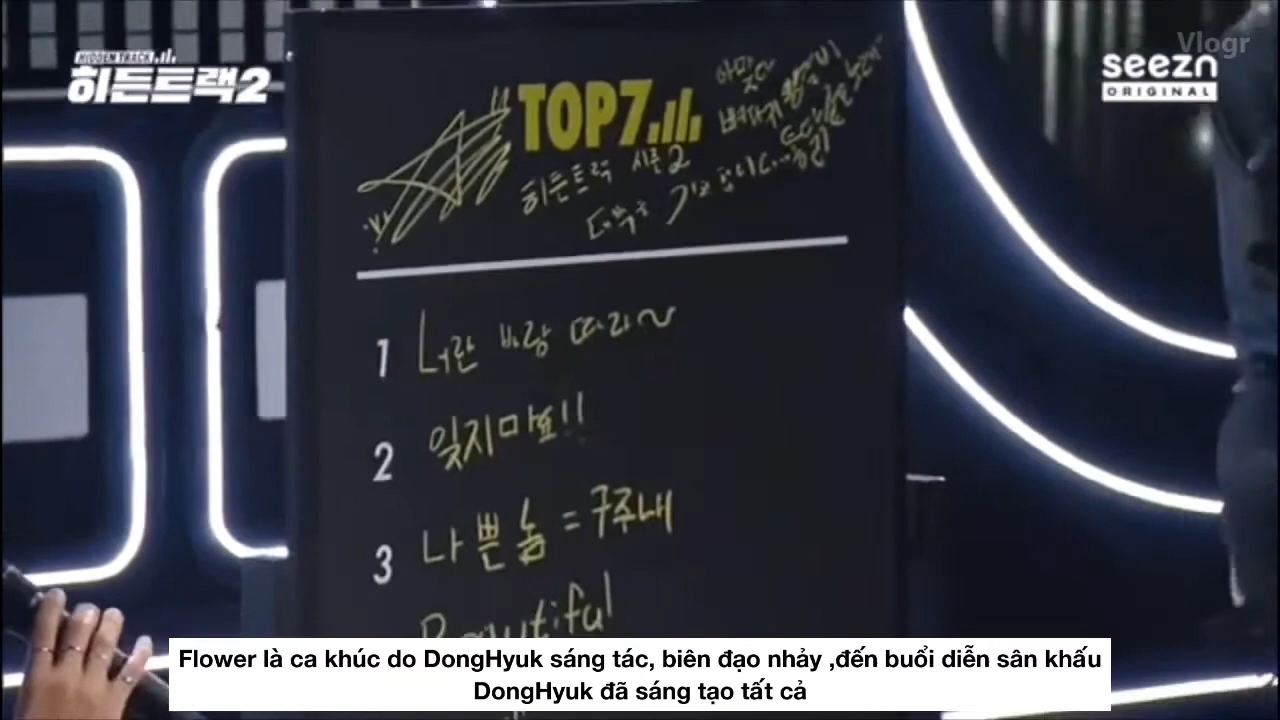 HIDDEN TRACK
히든트랙2
Vlogr
seezn
ORIGINAL
TOP7
히든트랙 시즌2
1 너란 바람 따라~
2 잊지마요!!
3 나쁜놈 = 구주내
Beautiful
Flower là ca khúc do DongHyuk sáng tác, biên đạo nhảy ,đến buổi diễn sân khấu
DongHyuk đã sáng tạo tất cả